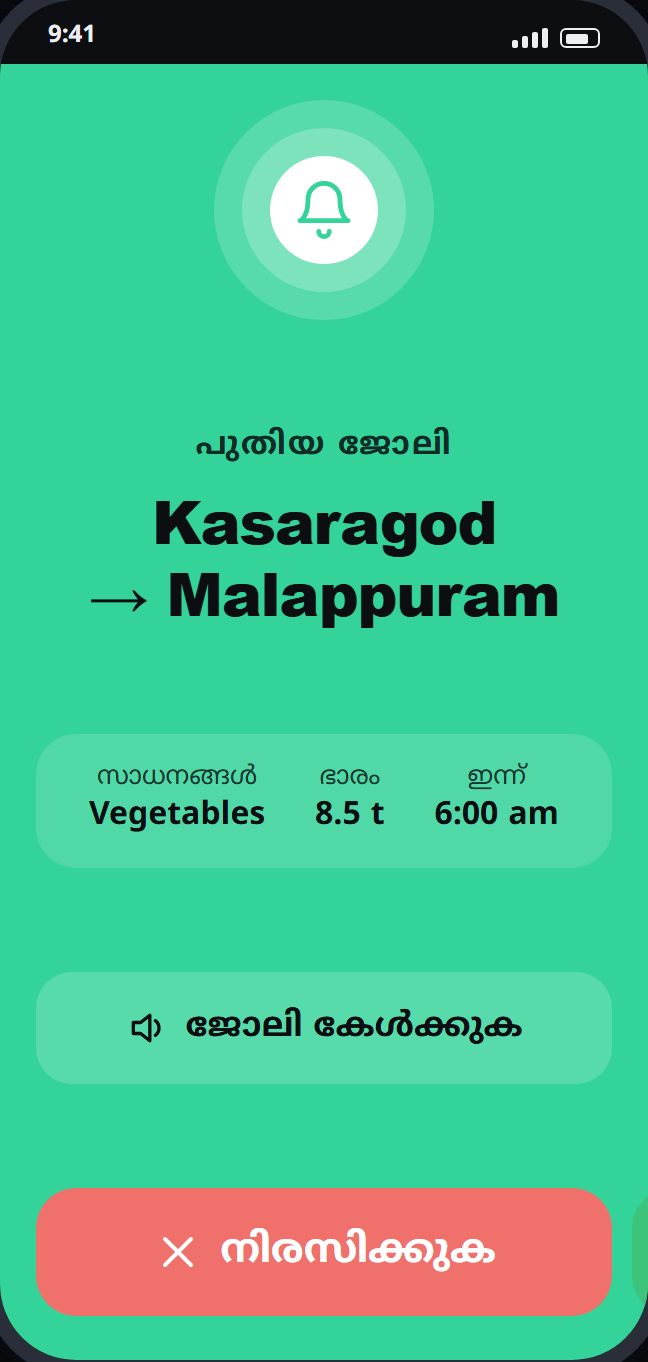 9:41
പുതിയ ജോലി
Kasaragod
→ Malappuram
സാധനങ്ങൾ ഭാരം ഇന്ന്
Vegetables 8.5 t 6:00 am
ജോലി കേൾക്കുക
നിരസിക്കുക